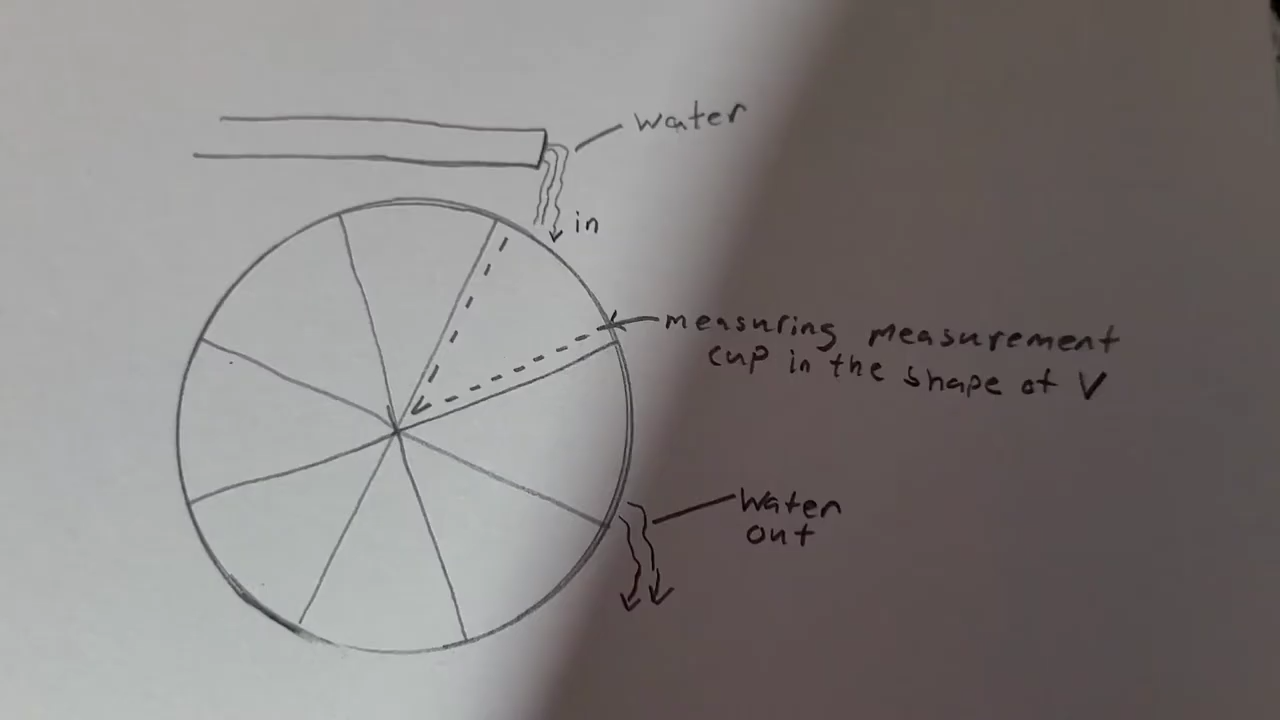 water
in
measuring measurement
cup in the shape of V
Water
out